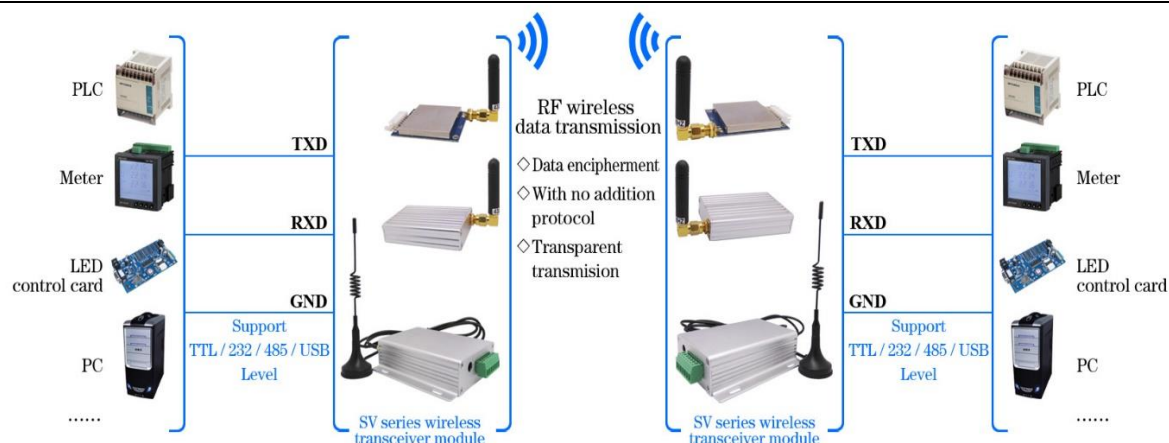 PLC
Meter
LED
control card
PC
......
TXD
RXD
GND
Support
TTL / 232 / 485 / USB
Level
SV series wireless
transceiver module
RF wireless
data transmission
◇Data encipherment
◇With no addition
protocol
◇Transparent
transmision
SV series wireless
transceiver module
TXD
RXD
GND
Support
TTL / 232 / 485 / USB
Level
PLC
Meter
LED
control card
PC
......